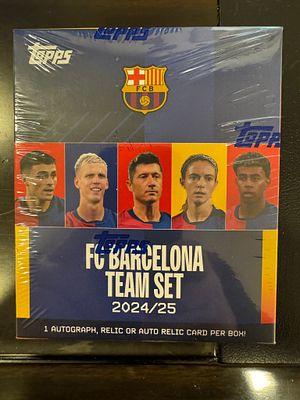 Topps
TOPPS
FCB
TOPPS
TOPPS
FC BARCELONA
TEAM SET
2024/25
1 AUTOGRAPH, RELIC OR AUTO RELIC CARD PER BOX!